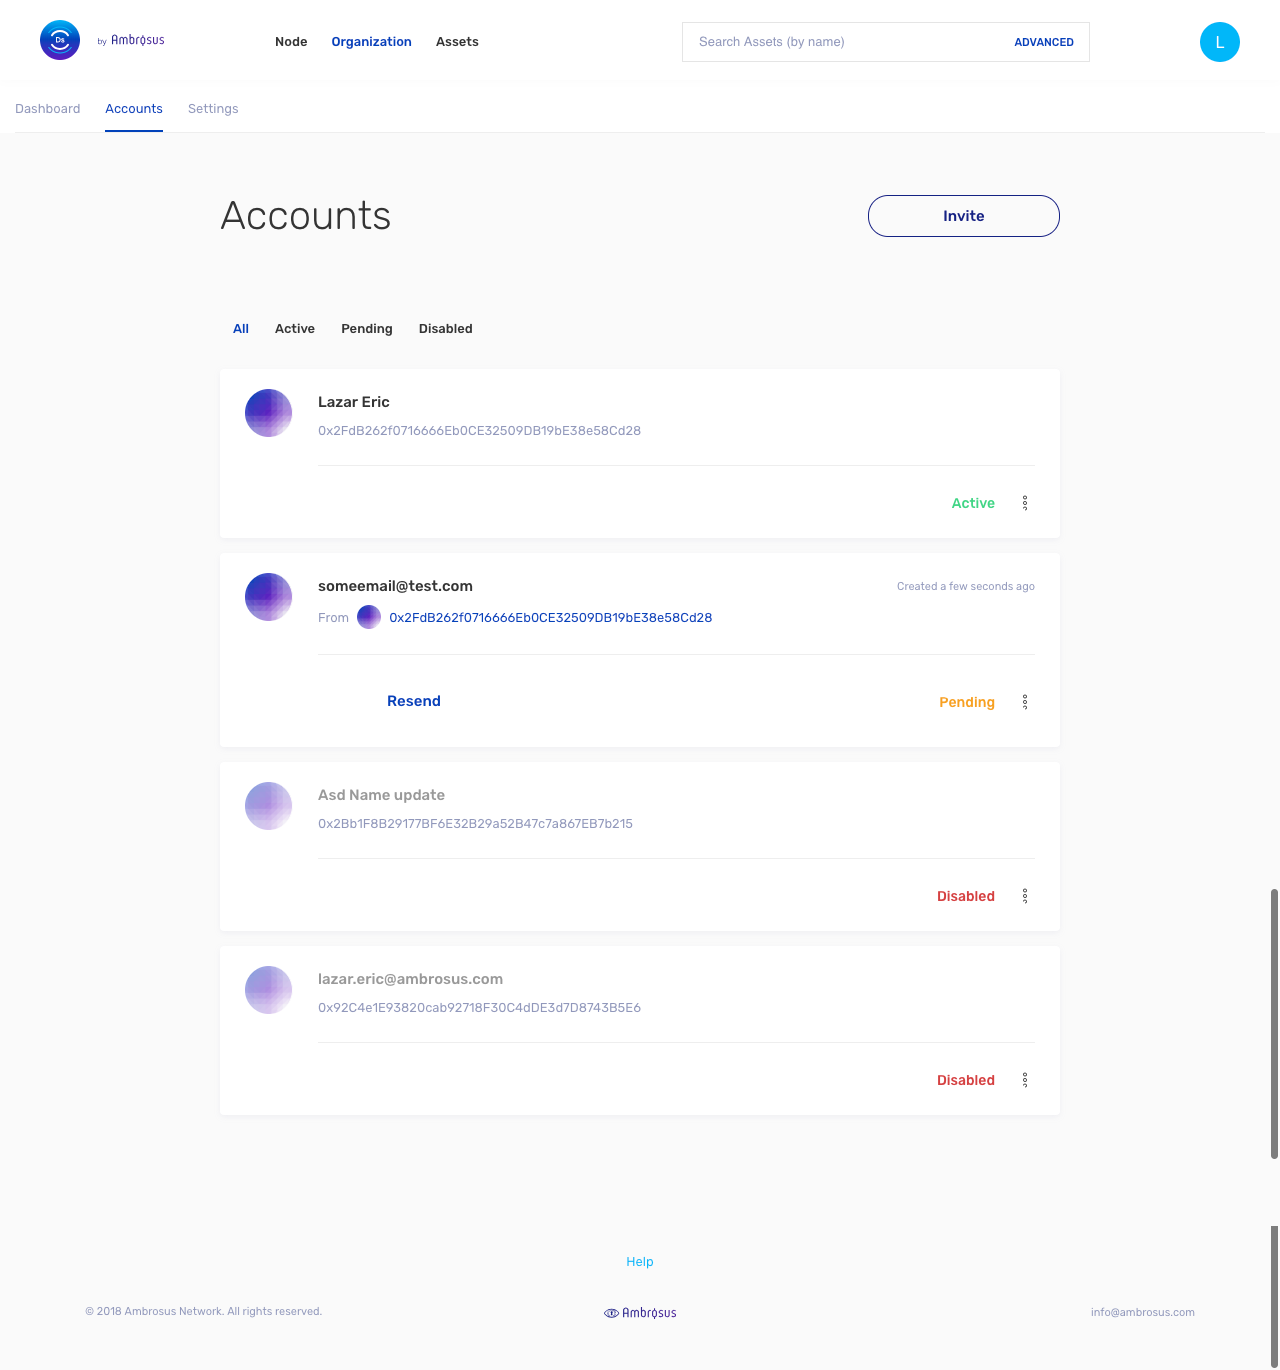 Ds by Ambrosus Node Organization Assets Search Assets (by name) ADVANCED L
Dashboard Accounts Settings
Accounts Invite
All Active Pending Disabled
Lazar Eric
0x2FdB262f0716666Eb0CE32509DB19bE38e58Cd28
Active
someemail@test.com Created a few seconds ago
From 0x2FdB262f0716666Eb0CE32509DB19bE38e58Cd28
Resend Pending
Asd Name update
0x2Bb1F8B29177BF6E32B29a52B47c7a867EB7b215
Disabled
lazar.eric@ambrosus.com
0x92C4e1E93820cab92718F30C4dDE3d7D8743B5E6
Disabled
Help
© 2018 Ambrosus Network. All rights reserved. Ambrosus info@ambrosus.com